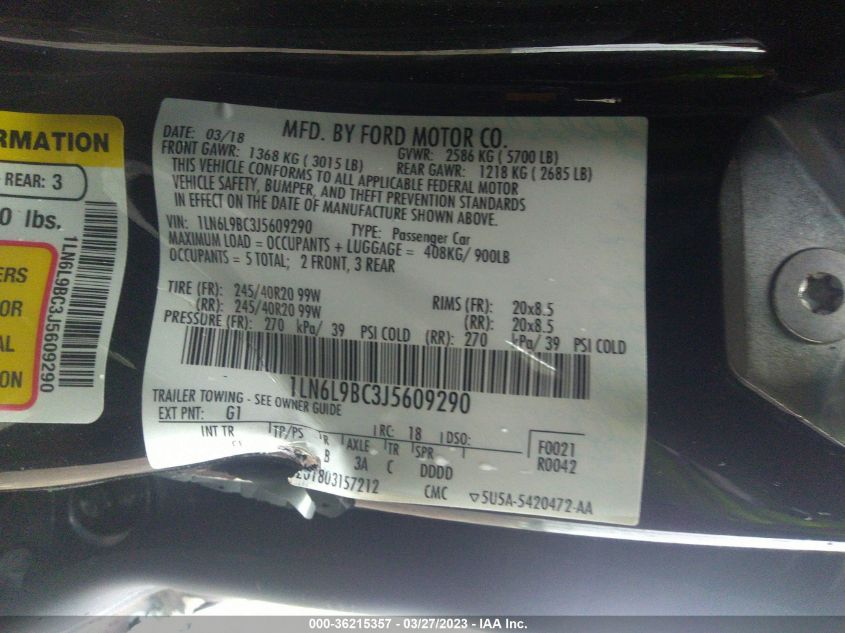 RMATION
REAR: 3
0 lbs.
ERS
OR
AL
ON
1LN6L9BC3J5609290
DATE: 03/18 MFD. BY FORD MOTOR CO.
FRONT GAWR: 1368 KG ( 3015 LB) GVWR: 2586 KG ( 5700 LB)
REAR GAWR: 1218 KG ( 2685 LB)
THIS VEHICLE CONFORMS TO ALL APPLICABLE FEDERAL MOTOR
VEHICLE SAFETY, BUMPER, AND THEFT PREVENTION STANDARDS
IN EFFECT ON THE DATE OF MANUFACTURE SHOWN ABOVE.
VIN: 1LN6L9BC3J5609290 TYPE: Passenger Car
MAXIMUM LOAD = OCCUPANTS + LUGGAGE = 408KG/ 900LB
OCCUPANTS = 5 TOTAL; 2 FRONT, 3 REAR
TIRE (FR): 245/40R20 99W RIMS (FR): 20x8.5
(RR): 245/40R20 99W (RR): 20x8.5
PRESSURE (FR): 270 kPa/ 39 PSI COLD (RR): 270 kPa/ 39 PSI COLD
1LN6L9BC3J5609290
TRAILER TOWING - SEE OWNER GUIDE
EXT PNT: G1 RC: 18 DSO:
INT TR TP/PS R AXLE TR SPR F0021
B 3A C DDDD R0042
201803157212 CMC ▽5U5A-5420472-AA
000-36215357 - 03/27/2023 - IAA Inc.